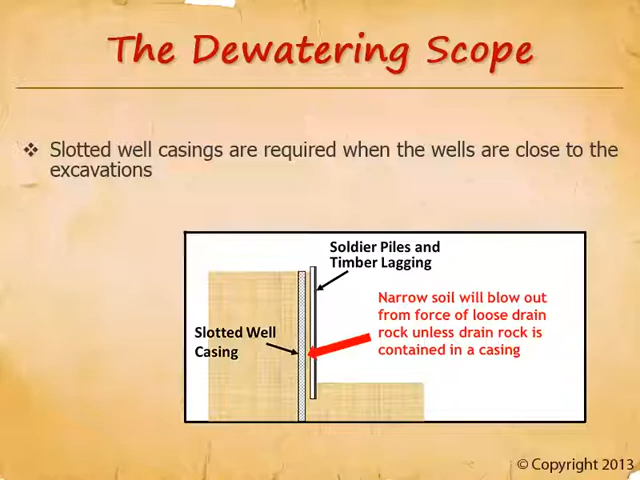 The Dewatering Scope
❖ Slotted well casings are required when the wells are close to the
excavations
Soldier Piles and
Timber Lagging
Narrow soil will blow out
from force of loose drain
rock unless drain rock is
contained in a casing
Slotted Well
Casing
© Copyright 2013